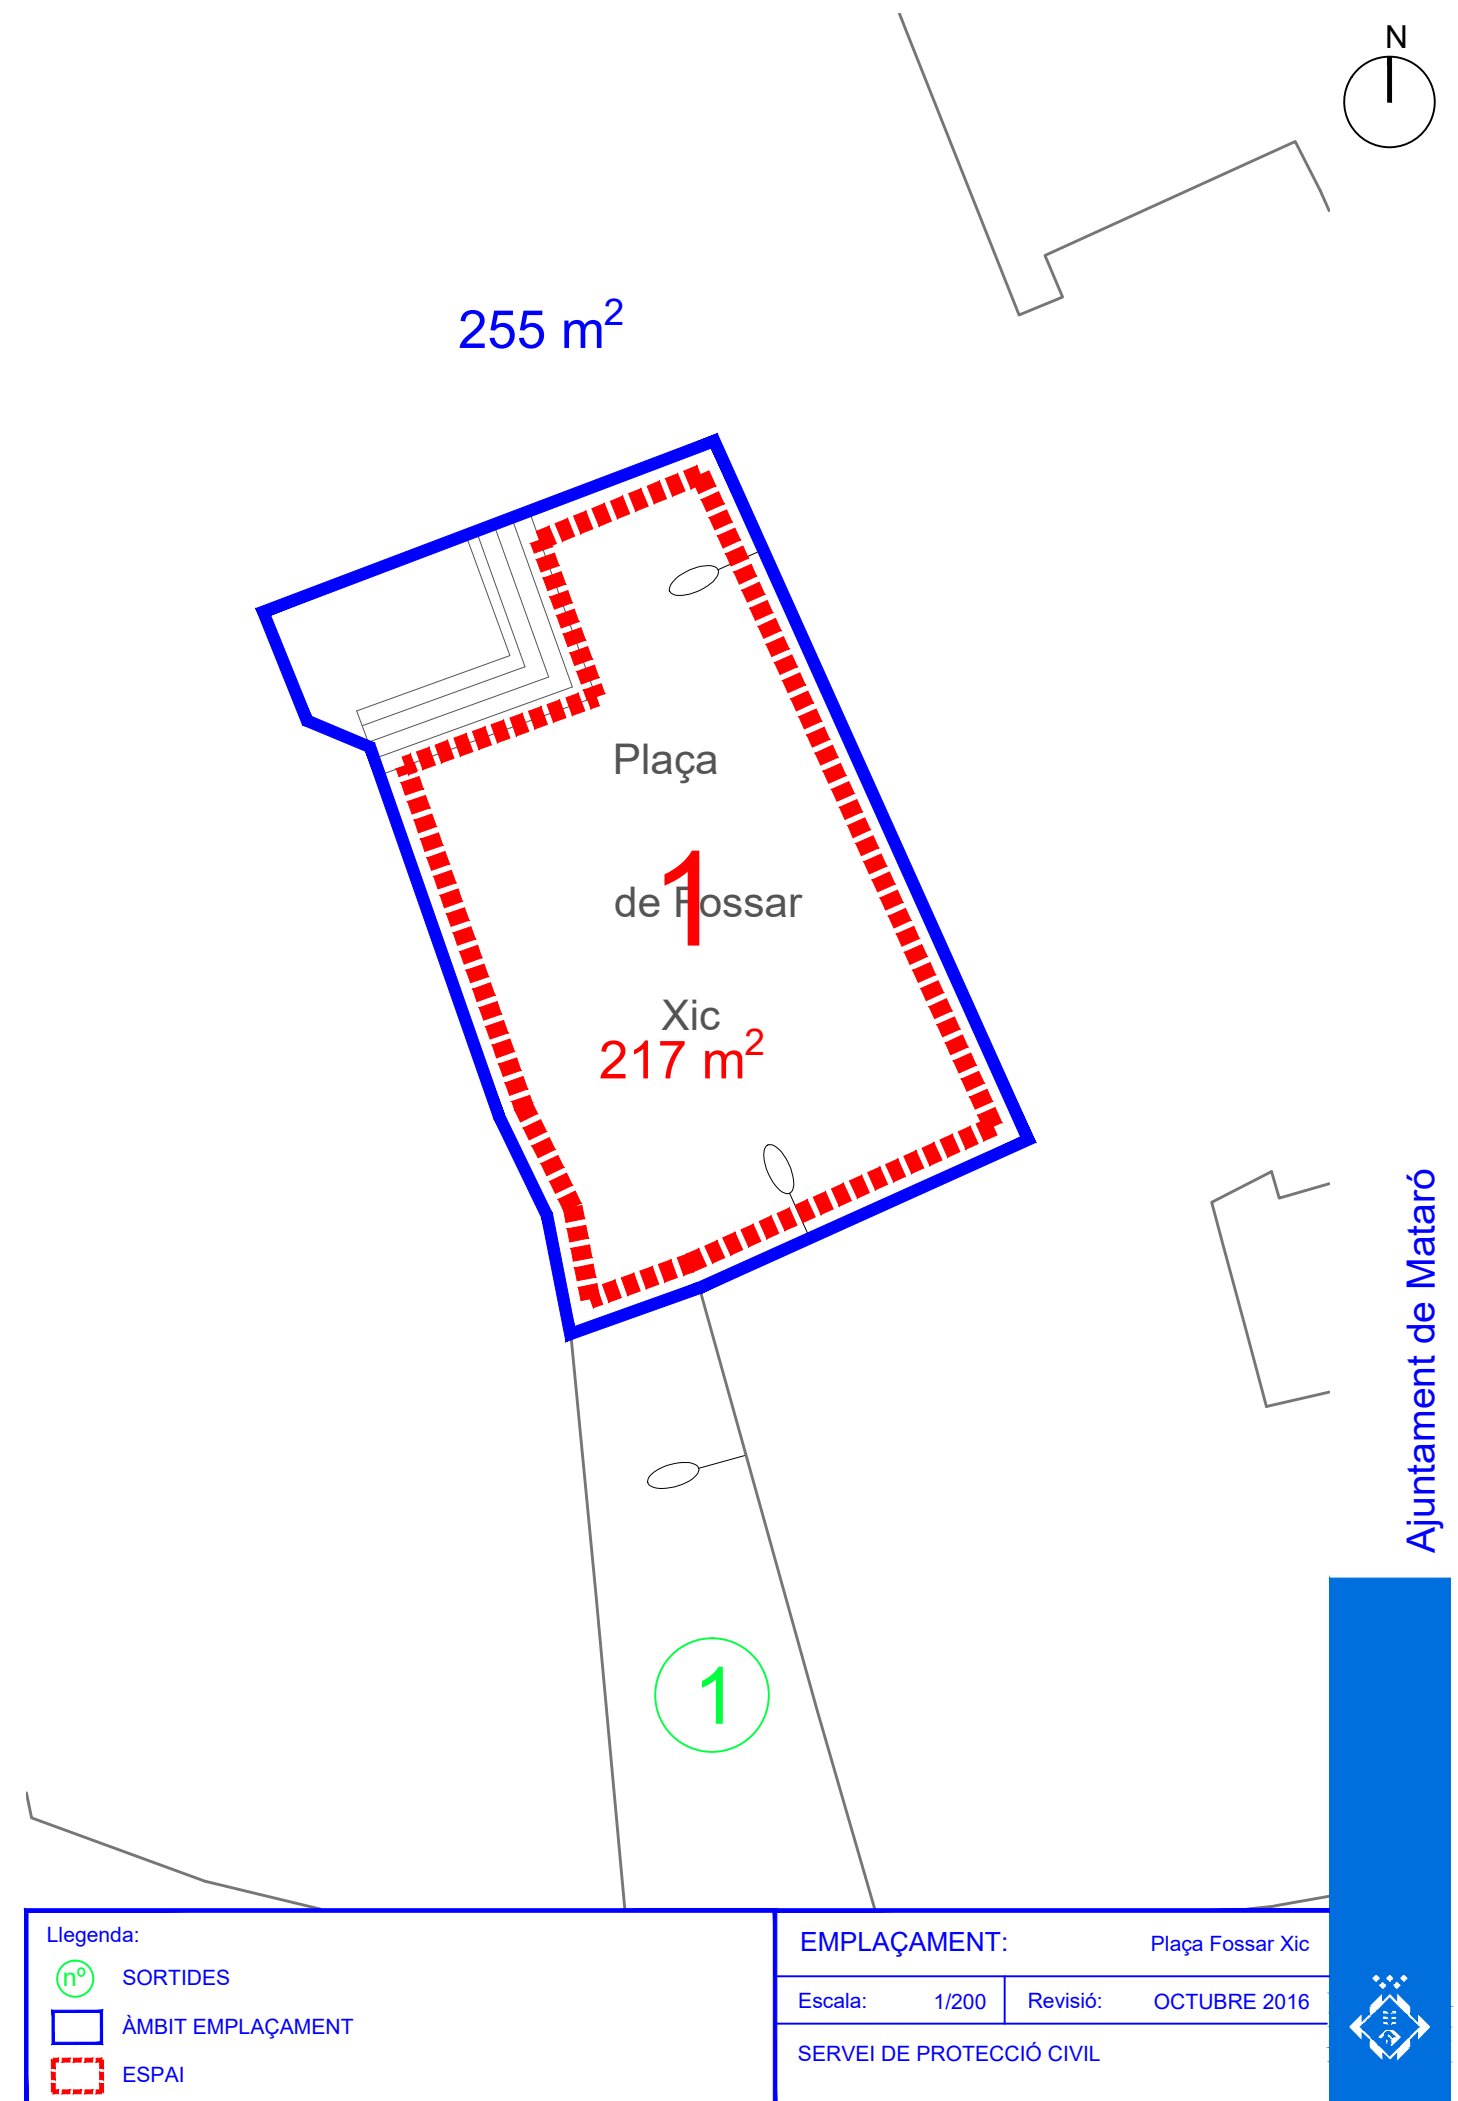 N
255 m²
Plaça
1
de Fossar
Xic
217 m²
Ajuntament de Mataró
1
Llegenda:
nº SORTIDES
ÀMBIT EMPLAÇAMENT
ESPAI
EMPLAÇAMENT: Plaça Fossar Xic
Escala: 1/200 Revisió: OCTUBRE 2016
SERVEI DE PROTECCIÓ CIVIL